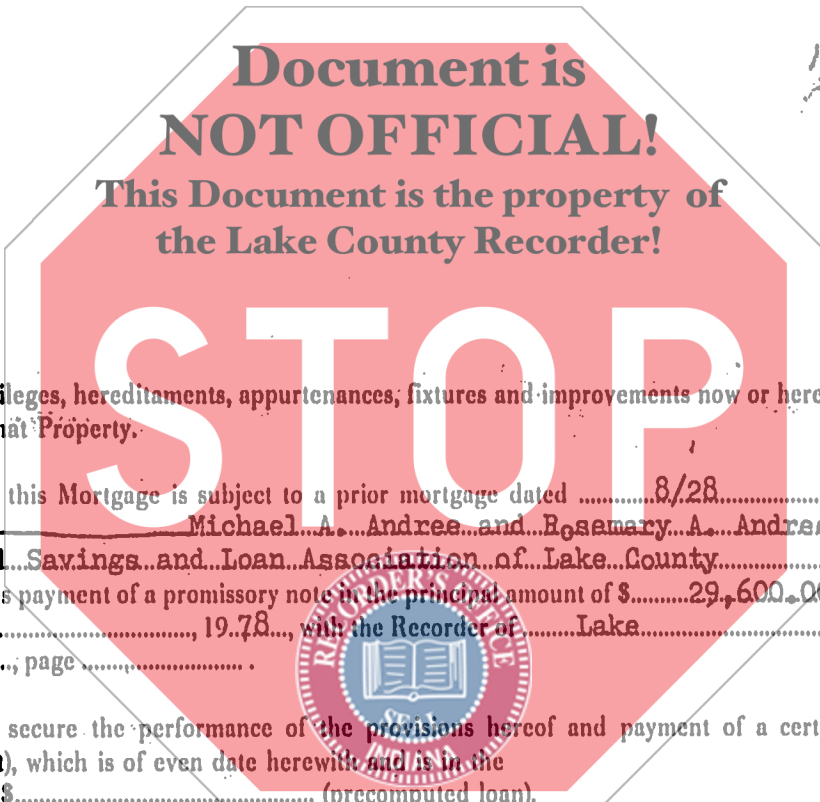 Document is
NOT OFFICIAL!
This Document is the property of
the Lake County Recorder!
STOP
ileges, hereditaments, appurtenances, fixtures and improvements now or here
at Property.
this Mortgage is subject to a prior mortgage dated 8/28
Michael A. Andree and Rosemary A. Andree
Savings and Loan Association of Lake County
s payment of a promissory note in the principal amount of $ 29,600.00
, 19 78 , with the Recorder of Lake
, page .
RECORDER'S OFFICE
SEAL
INDIANA
secure the performance of the provisions hereof and payment of a cert
), which is of even date herewith and is in the
$ (precomputed loan).